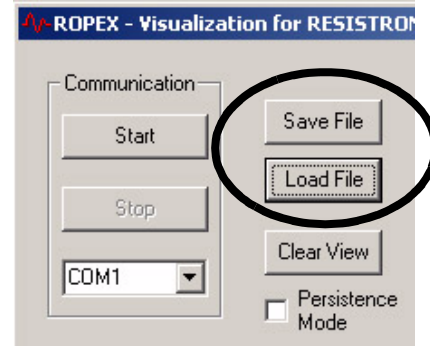 ROPEX - Visualization for RESISTRON
Communication
Start
Stop
COM1
Save File
Load File
Clear View
Persistence
Mode